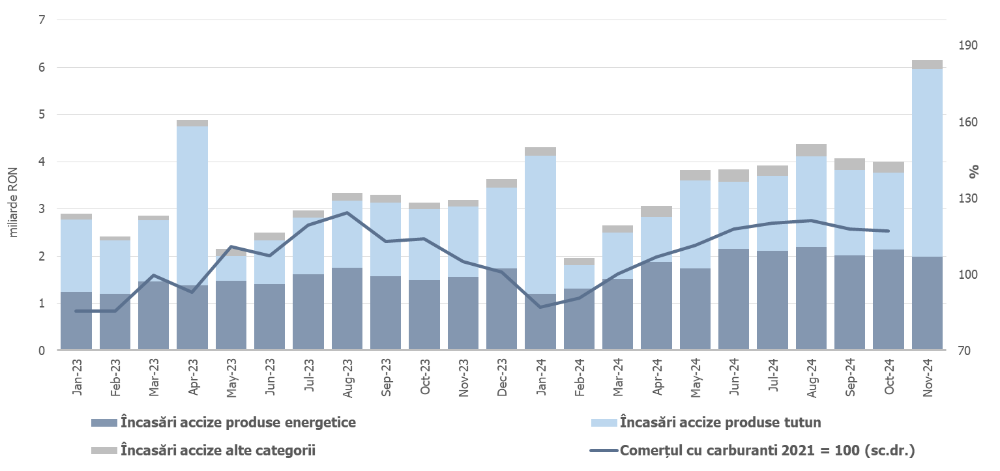 7
6
5
4
3
2
1
0
miliarde RON
190
160
130
100
70
%
Jan-23
Feb-23
Mar-23
Apr-23
May-23
Jun-23
Jul-23
Aug-23
Sep-23
Oct-23
Nov-23
Dec-23
Jan-24
Feb-24
Mar-24
Apr-24
May-24
Jun-24
Jul-24
Aug-24
Sep-24
Oct-24
Nov-24
Încasări accize produse energetice
Încasări accize produse tutun
Încasări accize alte categorii
Comerțul cu carburanti 2021 = 100 (sc.dr.)